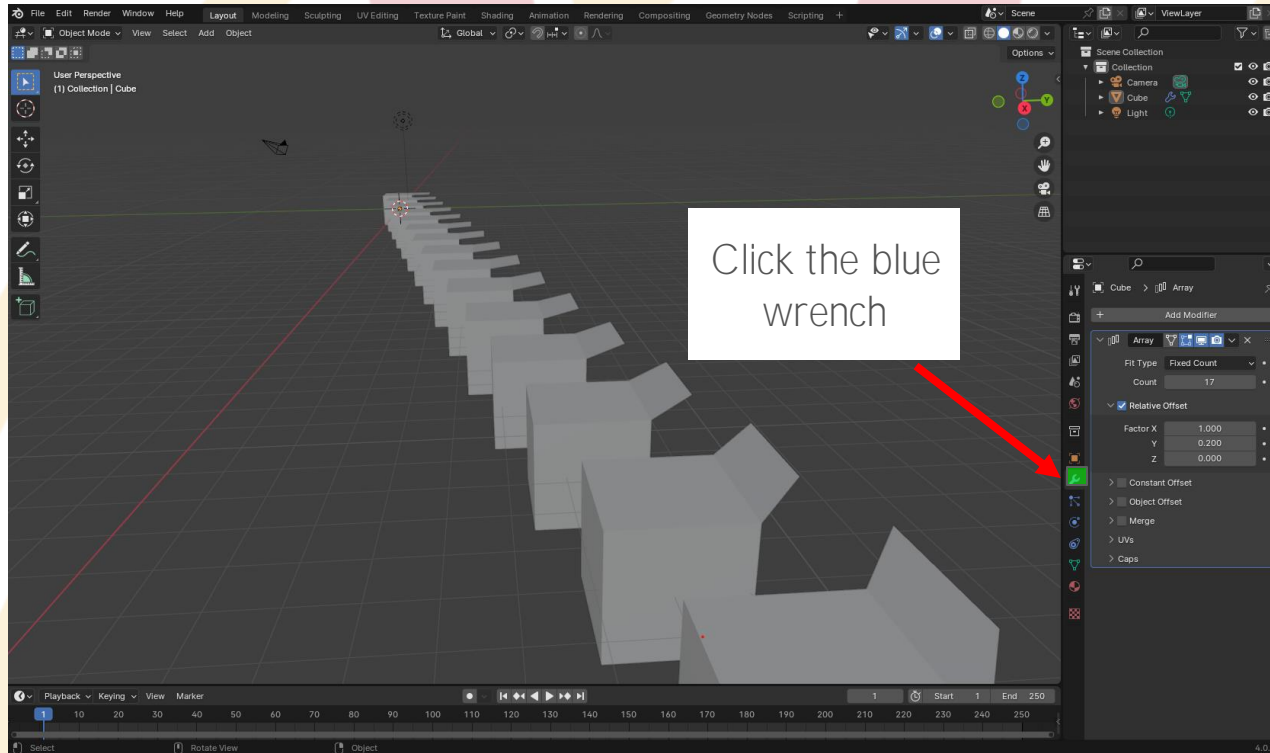 File Edit Render Window Help Layout Modeling Sculpting UV Editing Texture Paint Shading Animation Rendering Compositing Geometry Nodes Scripting + Scene ViewLayer
Object Mode View Select Add Object Global
Options
User Perspective
(1) Collection | Cube
Z
Y
X
Scene Collection
Collection
Camera
Cube
Light
Click the blue
wrench
Cube > Array
+ Add Modifier
Array
Fit Type Fixed Count
Count 17
Relative Offset
Factor X 1.000
Y 0.200
Z 0.000
Constant Offset
Object Offset
Merge
UVs
Caps
Playback Keying View Marker 1 Start 1 End 250
1 10 20 30 40 50 60 70 80 90 100 110 120 130 140 150 160 170 180 190 200 210 220 230 240 250
Select Rotate View Object